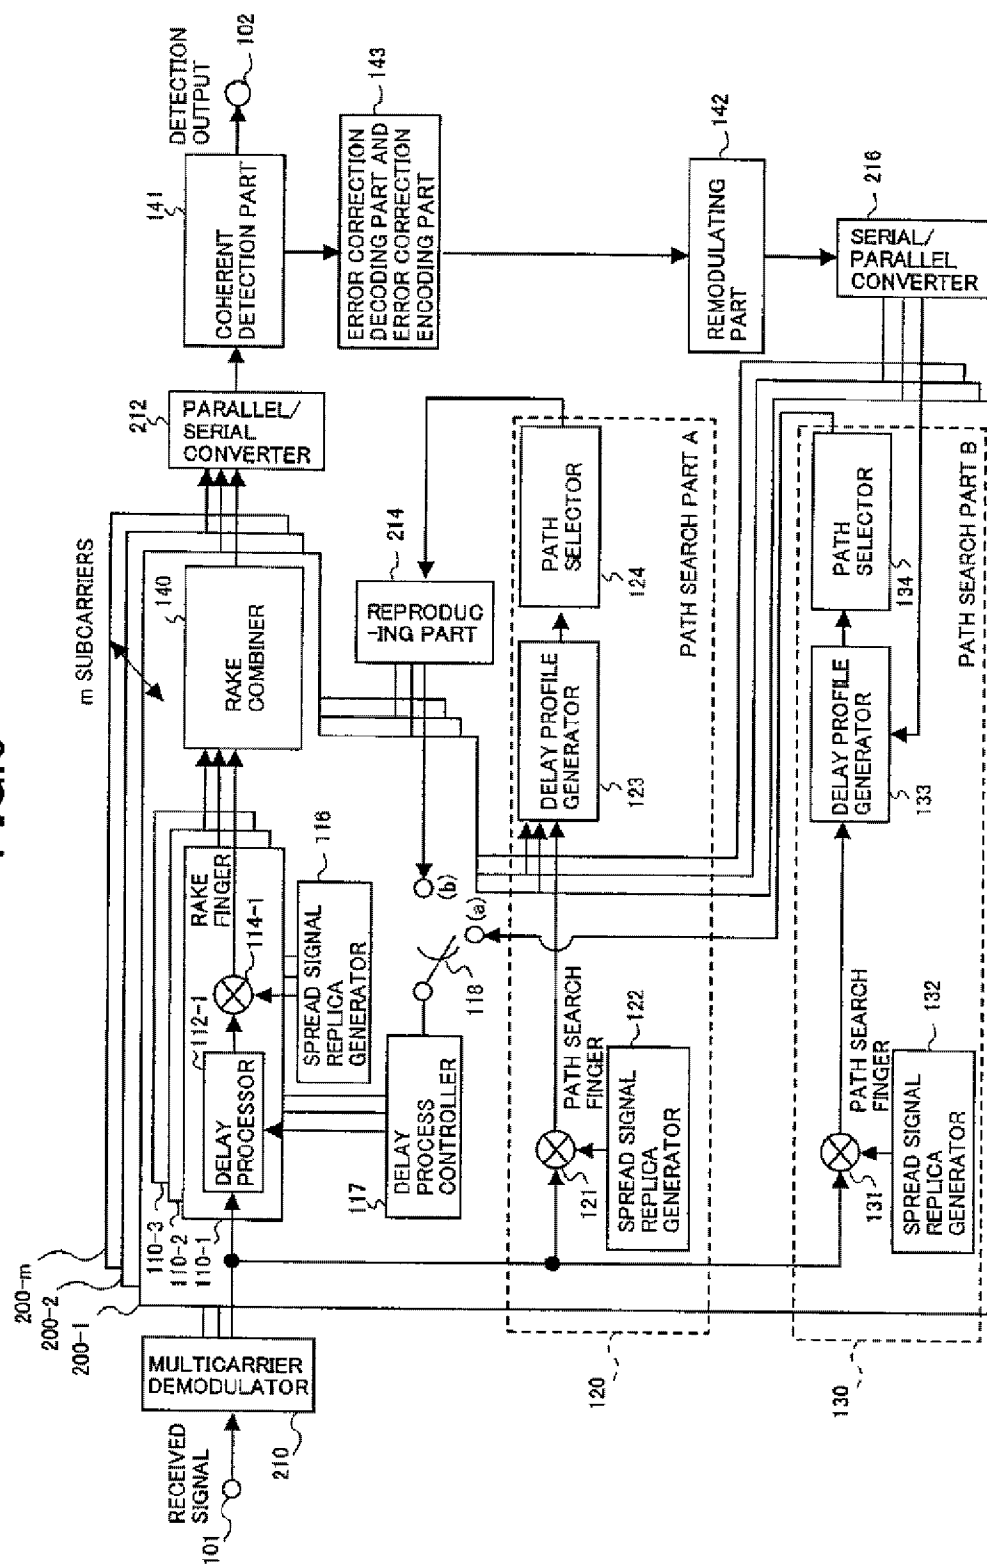 RECEIVED
SIGNAL
101
MULTICARRIER
DEMODULATOR
210
200-m
200-2
200-1
m SUBCARRIERS
110-3
110-2
110-1
112-1
DELAY
PROCESSOR
RAKE
FINGER
114-1
SPREAD SIGNAL
REPLICA
GENERATOR
116
RAKE
COMBINER
140
117
DELAY
PROCESS
CONTROLLER
118
(a)
(b)
REPRODUC
-ING PART
214
212
PARALLEL/
SERIAL
CONVERTER
141
COHERENT
DETECTION PART
DETECTION
OUTPUT
102
ERROR CORRECTION
DECODING PART AND
ERROR CORRECTION
ENCODING PART
143
REMODULATING
PART
142
SERIAL/
PARALLEL
CONVERTER
216
120
121
PATH SEARCH
FINGER
SPREAD SIGNAL
REPLICA
GENERATOR
122
DELAY PROFILE
GENERATOR
123
PATH
SELECTOR
124
PATH SEARCH PART A
130
131
PATH SEARCH
FINGER
SPREAD SIGNAL
REPLICA
GENERATOR
132
DELAY PROFILE
GENERATOR
133
PATH
SELECTOR
134
PATH SEARCH PART B